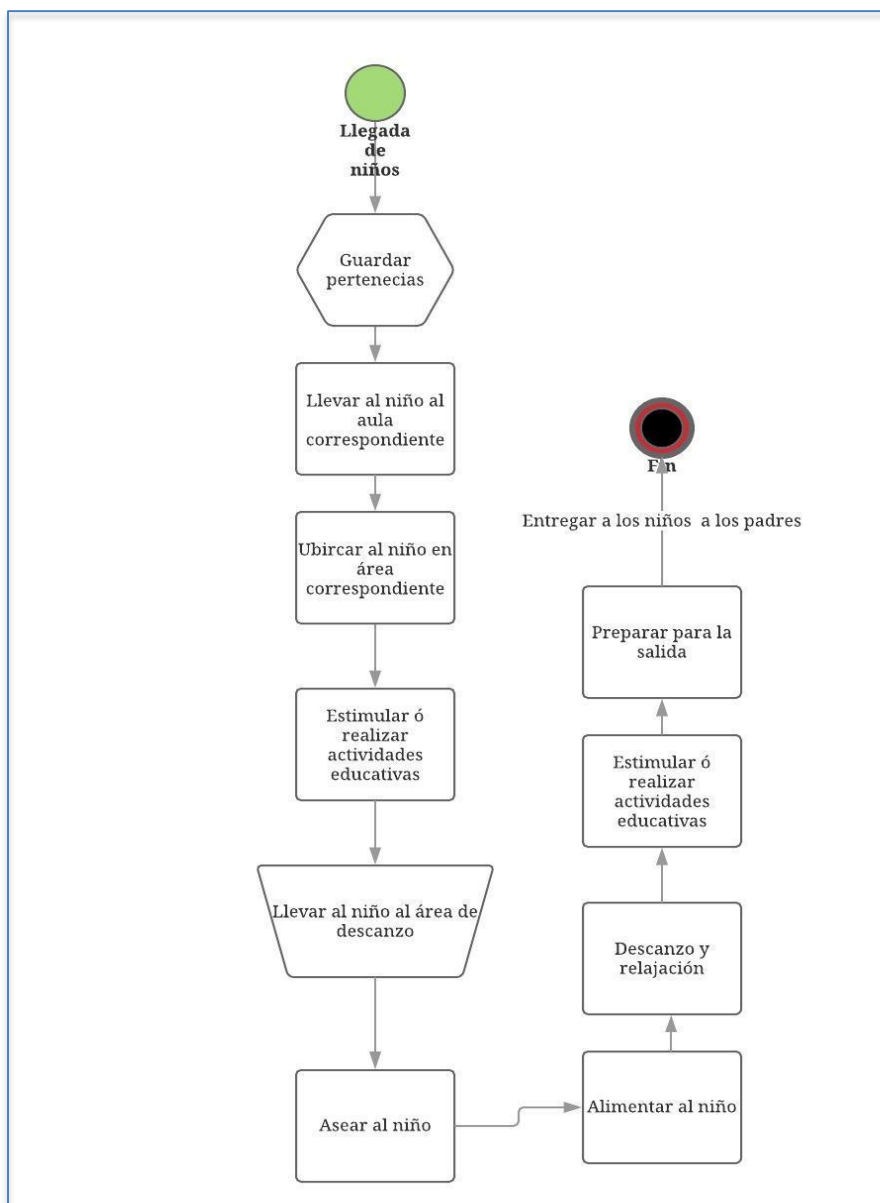 Llegada
de
niños
Guardar
pertenecias
Llevar al niño al
aula
correspondiente
Ubircar al niño en
área
correspondiente
Estimular ó
realizar
actividades
educativas
Llevar al niño al área de
descanzo
Asear al niño
Alimentar al niño
Descanzo y
relajación
Estimular ó
realizar
actividades
educativas
Preparar para la
salida
Entregar a los niños  a los padres
Fin